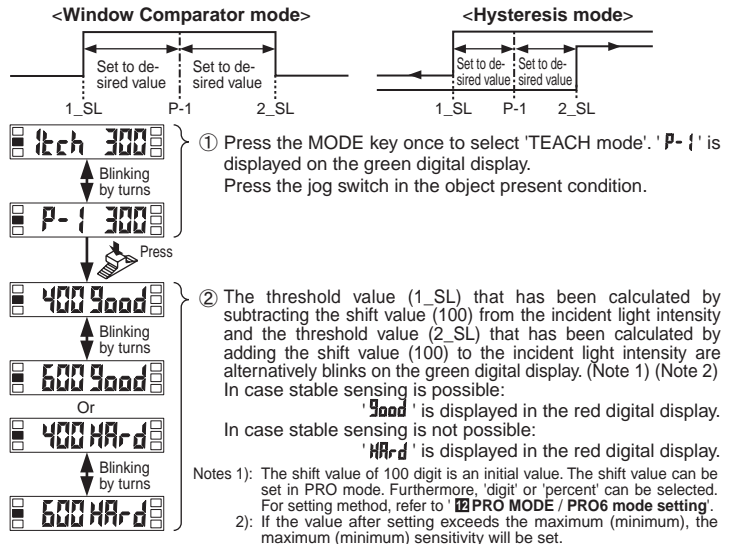 <Window Comparator mode>
<Hysteresis mode>
Set to de-
sired value
Set to de-
sired value
1_SL P-1 2_SL
Set to de-
sired value
Set to de-
sired value
1_SL P-1 2_SL
1tch 300
Blinking
by turns
P-1 300
Press
① Press the MODE key once to select 'TEACH mode'. ' P-1 ' is
displayed on the green digital display.
Press the jog switch in the object present condition.
400 9ood
Blinking
by turns
600 9ood
Or
400 HArd
Blinking
by turns
600 HArd
② The threshold value (1_SL) that has been calculated by
subtracting the shift value (100) from the incident light intensity
and the threshold value (2_SL) that has been calculated by
adding the shift value (100) to the incident light intensity are
alternatively blinks on the green digital display. (Note 1) (Note 2)
In case stable sensing is possible:
' 9ood ' is displayed in the red digital display.
In case stable sensing is not possible:
' HArd ' is displayed in the red digital display.
Notes 1): The shift value of 100 digit is an initial value. The shift value can be
set in PRO mode. Furthermore, 'digit' or 'percent' can be selected.
For setting method, refer to ' 12 PRO MODE / PRO6 mode setting'.
2): If the value after setting exceeds the maximum (minimum), the
maximum (minimum) sensitivity will be set.